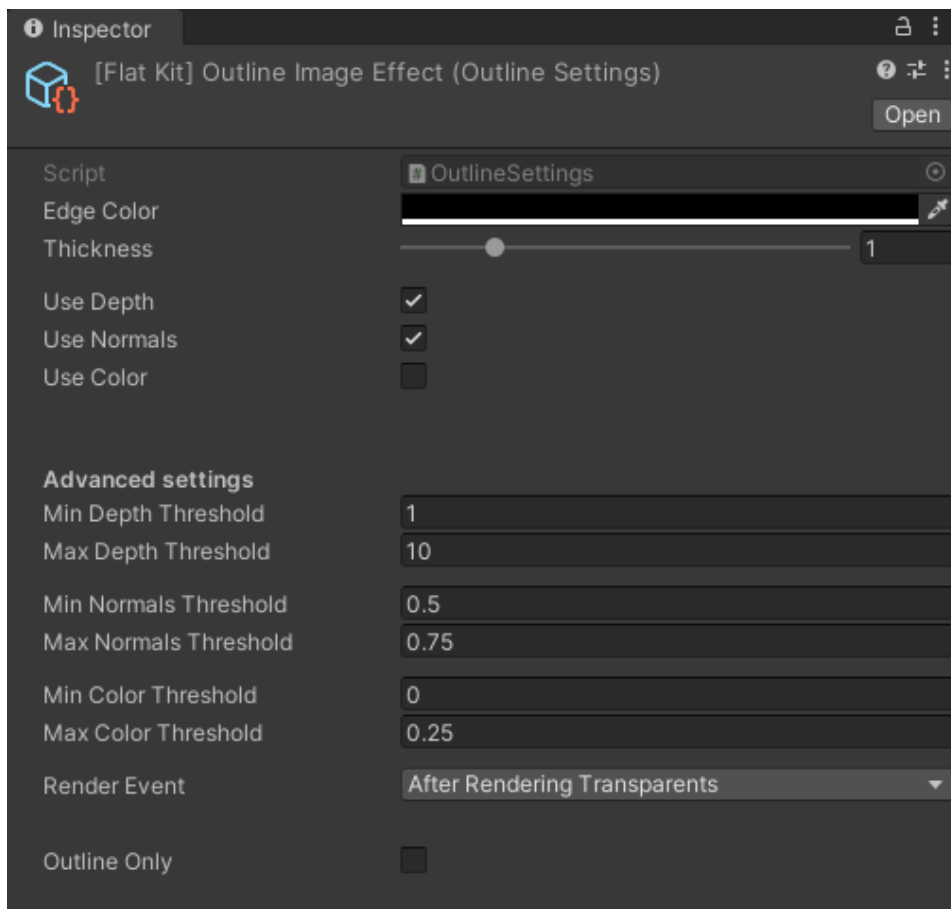 Inspector
[Flat Kit] Outline Image Effect (Outline Settings)
Open
Script OutlineSettings
Edge Color
Thickness 1
Use Depth
Use Normals
Use Color
Advanced settings
Min Depth Threshold 1
Max Depth Threshold 10
Min Normals Threshold 0.5
Max Normals Threshold 0.75
Min Color Threshold 0
Max Color Threshold 0.25
Render Event After Rendering Transparents
Outline Only